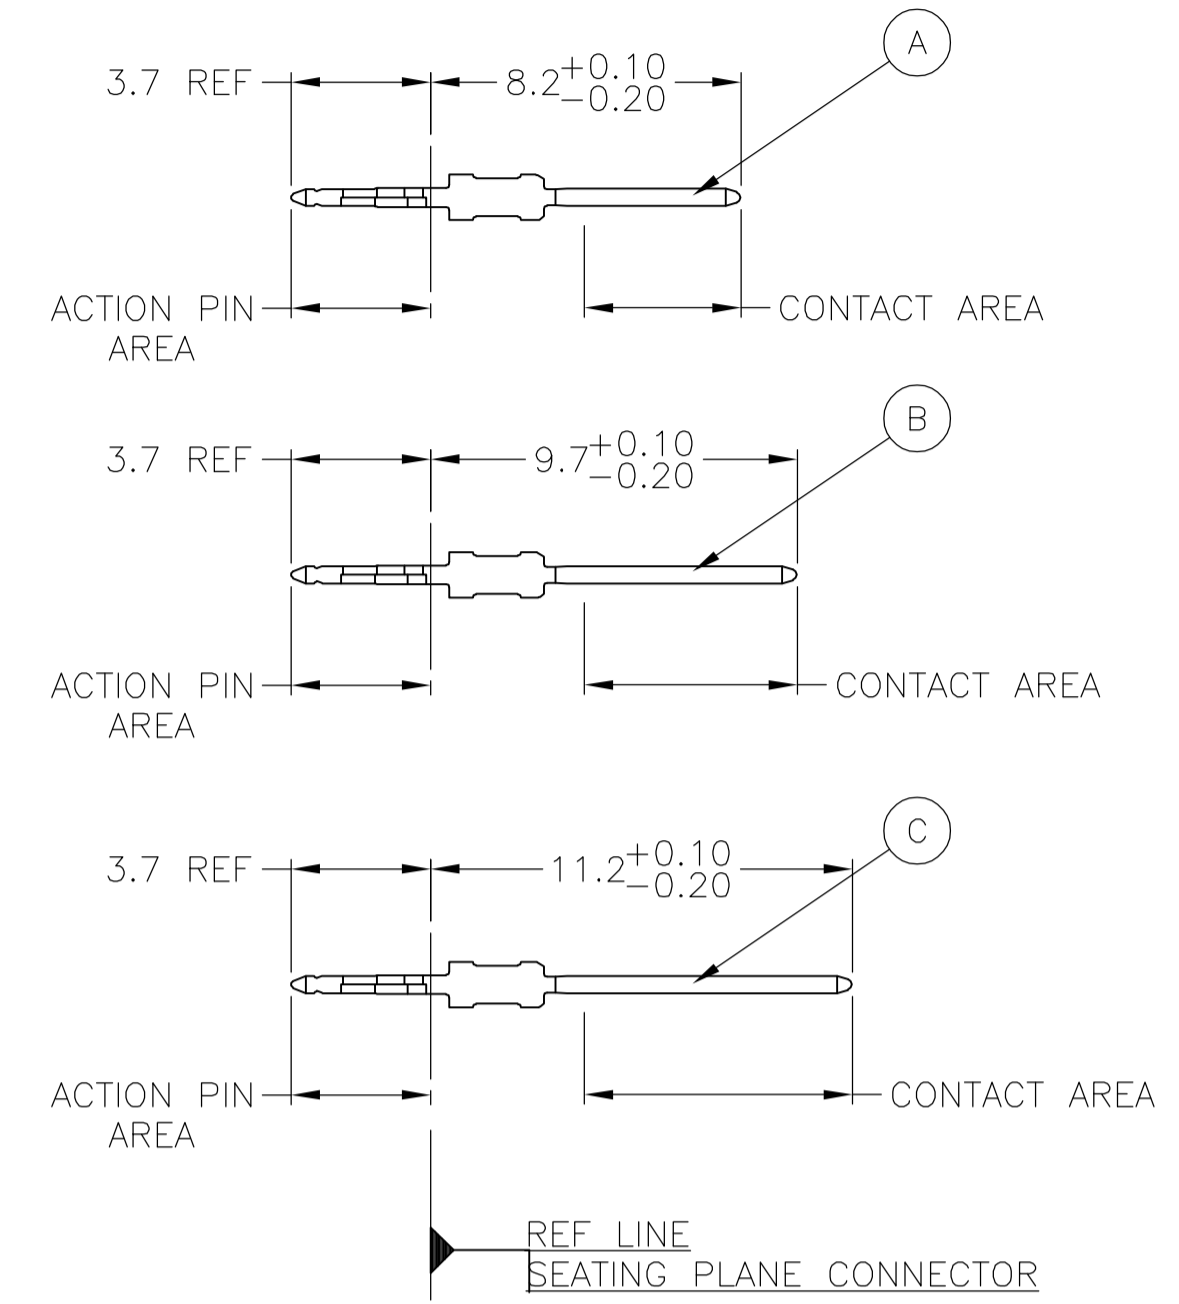 A
3.7 REF
8.2 +0.10
-0.20
ACTION PIN
AREA
CONTACT AREA
B
3.7 REF
9.7 +0.10
-0.20
ACTION PIN
AREA
CONTACT AREA
C
3.7 REF
11.2 +0.10
-0.20
ACTION PIN
AREA
CONTACT AREA
REF LINE
SEATING PLANE CONNECTOR